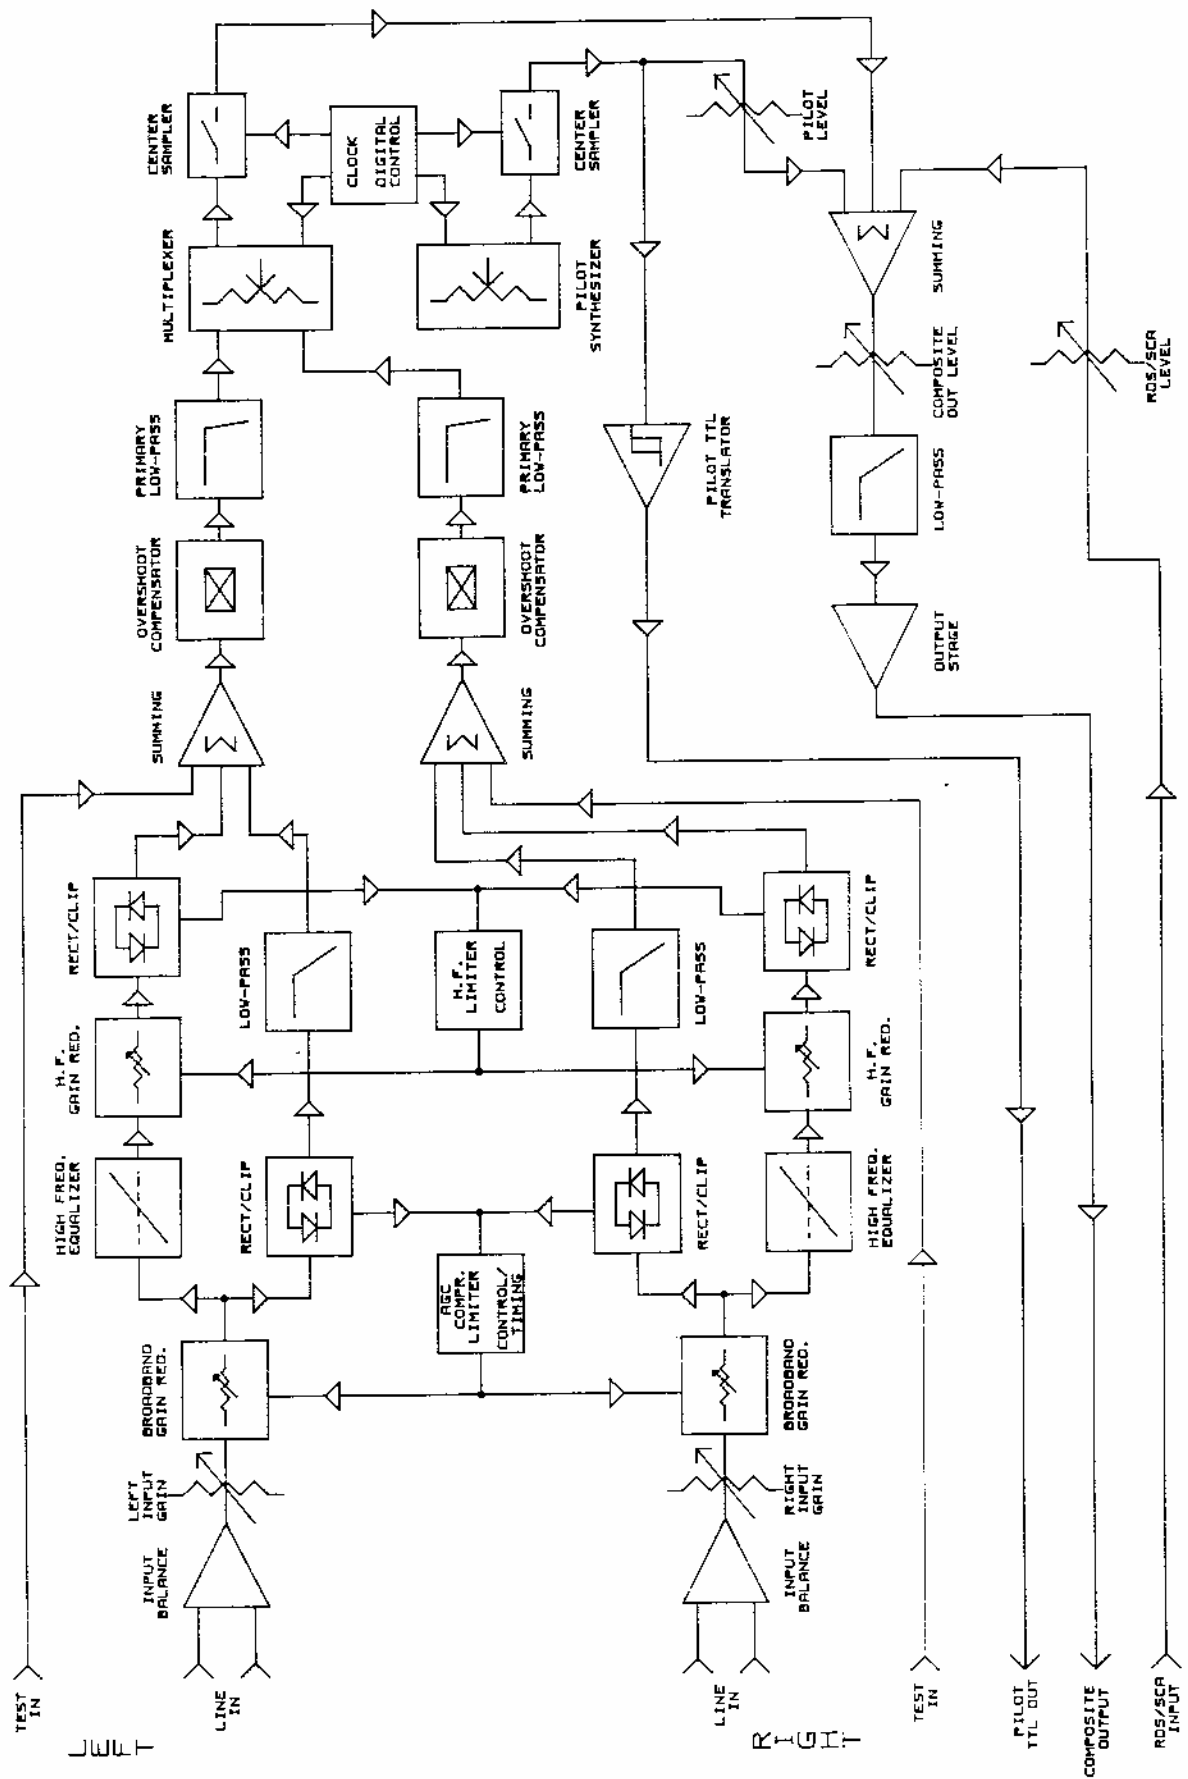 TEST
IN
LEFT
LINE
IN
INPUT
BALANCE
LEFT
INPUT
GAIN
BROADBAND
GAIN RED.
HIGH FREQ.
EQUALIZER
H.F.
GAIN RED.
RECT/CLIP
RECT/CLIP
LOW-PASS
SUMMING
OVERSHOOT
COMPENSATOR
PRIMARY
LOW-PASS
MULTIPLEXER
CENTER
SAMPLER
CLOCK
DIGITAL
CONTROL
AGC
COMPR.
LIMITER
CONTROL/
TIMING
H.F.
LIMITER
CONTROL
RIGHT
LINE
IN
INPUT
BALANCE
RIGHT
INPUT
GAIN
BROADBAND
GAIN RED.
RECT/CLIP
LOW-PASS
HIGH FREQ.
EQUALIZER
H.F.
GAIN RED.
RECT/CLIP
SUMMING
OVERSHOOT
COMPENSATOR
PRIMARY
LOW-PASS
PILOT
SYNTHESIZER
CENTER
SAMPLER
TEST
IN
PILOT TTL
TRANSLATOR
PILOT
LEVEL
Σ
Σ
Σ
SUMMING
COMPOSITE
OUT LEVEL
LOW-PASS
OUTPUT
STAGE
RDS/SCA
LEVEL
PILOT
TTL OUT
COMPOSITE
OUTPUT
RDS/SCA
INPUT